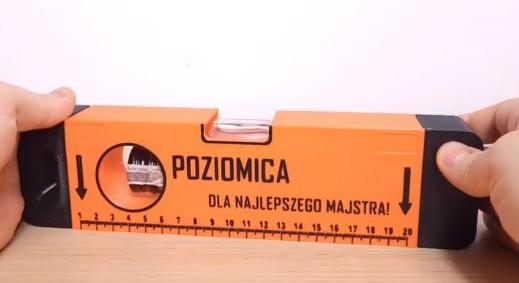 POZIOMICA
DLA NAJLEPSZEGO MAJSTRA!
1 2 3 4 5 6 7 8 9 10 11 12 13 14 15 16 17 18 19 20